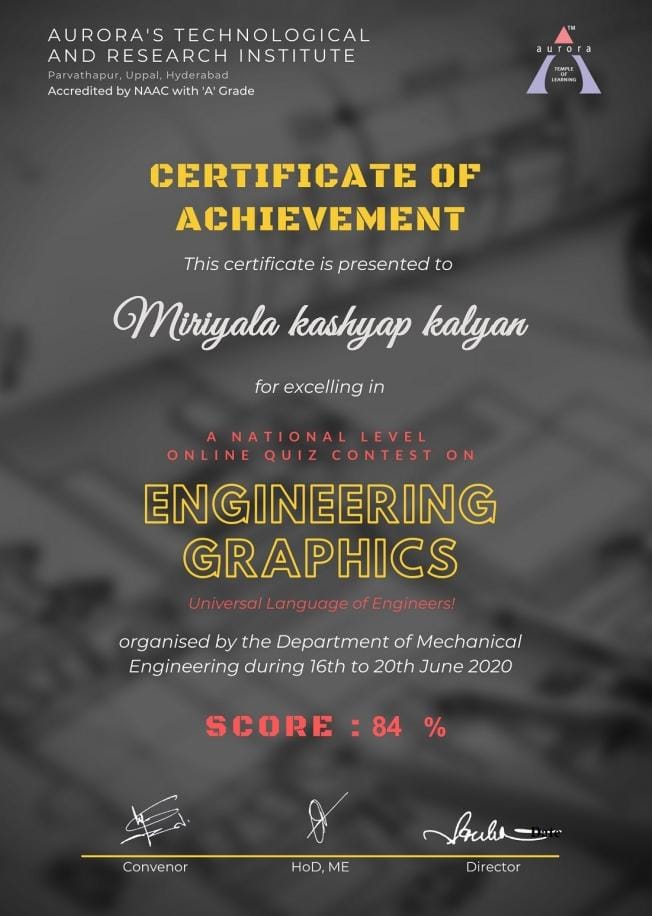 AURORA'S TECHNOLOGICAL
AND RESEARCH INSTITUTE
Parvathapur, Uppal, Hyderabad
Accredited by NAAC with 'A' Grade
TM
aurora
TEMPLE
OF
LEARNING
CERTIFICATE OF
ACHIEVEMENT
This certificate is presented to
Miriyala kashyap kalyan
for excelling in
A NATIONAL LEVEL
ONLINE QUIZ CONTEST ON
ENGINEERING
GRAPHICS
Universal Language of Engineers!
organised by the Department of Mechanical
Engineering during 16th to 20th June 2020
SCORE : 84 %
Date
Convenor HoD, ME Director